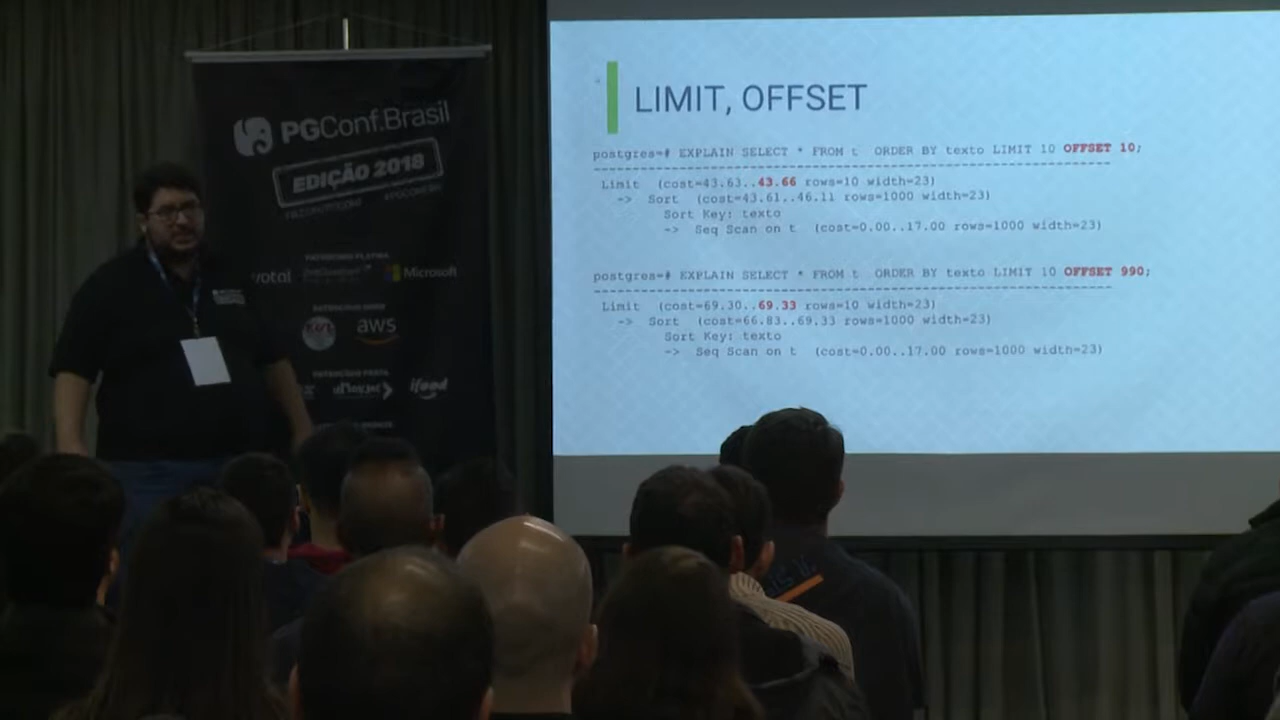 PGConf.Brasil
EDIÇÃO 2018
PATROCÍNIO PLATINA
Microsoft
aws
ifood
LIMIT, OFFSET
postgres=# EXPLAIN SELECT * FROM t ORDER BY texto LIMIT 10 OFFSET 10;
Limit (cost=43.63..43.66 rows=10 width=23)
-> Sort (cost=43.61..46.11 rows=1000 width=23)
Sort Key: texto
-> Seq Scan on t (cost=0.00..17.00 rows=1000 width=23)
postgres=# EXPLAIN SELECT * FROM t ORDER BY texto LIMIT 10 OFFSET 990;
Limit (cost=69.30..69.33 rows=10 width=23)
-> Sort (cost=66.83..69.33 rows=1000 width=23)
Sort Key: texto
-> Seq Scan on t (cost=0.00..17.00 rows=1000 width=23)